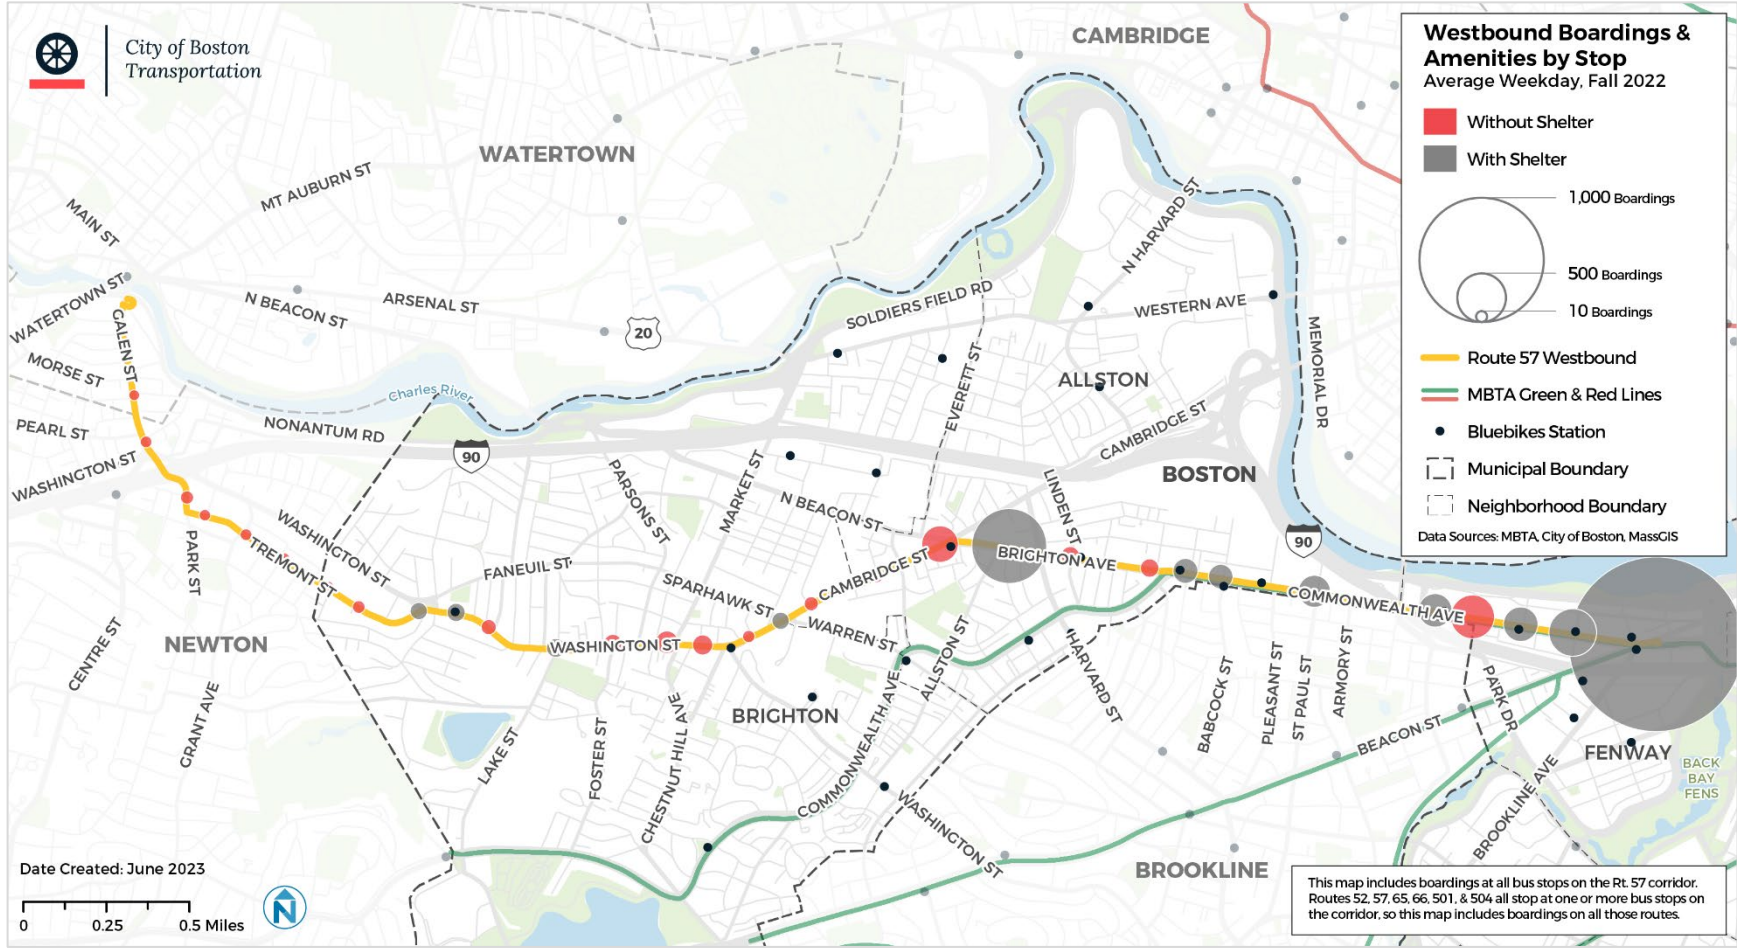 City of Boston
Transportation
CAMBRIDGE
Westbound Boardings &
Amenities by Stop
Average Weekday, Fall 2022
Without Shelter
With Shelter
1,000 Boardings
500 Boardings
10 Boardings
Route 57 Westbound
MBTA Green & Red Lines
Bluebikes Station
Municipal Boundary
Neighborhood Boundary
Data Sources: MBTA, City of Boston, MassGIS
WATERTOWN
MT AUBURN ST
MAIN ST
N HARVARD ST
WATERTOWN ST
N BEACON ST
ARSENAL ST
20
SOLDIERS FIELD RD
WESTERN AVE
GALEN ST
MORSE ST
Charles River
EVERETT ST
ALLSTON
MEMORIAL DR
PEARL ST
NONANTUM RD
CAMBRIDGE ST
WASHINGTON ST
90
PARSONS ST
MARKET ST
N BEACON ST
LINDEN ST
BOSTON
90
WASHINGTON ST
PARK ST
TREMONT ST
FANEUIL ST
SPARHAWK ST
CAMBRIDGE ST
BRIGHTON AVE
COMMONWEALTH AVE
NEWTON
CENTRE ST
WASHINGTON ST
WARREN ST
ALLSTON ST
HARVARD ST
BABCOCK ST
PLEASANT ST
ST PAUL ST
ARMORY ST
PARK DR
GRANT AVE
LAKE ST
FOSTER ST
CHESTNUT HILL AVE
BRIGHTON
COMMONWEALTH AVE
BEACON ST
FENWAY
BACK
BAY
FENS
BROOKLINE AVE
WASHINGTON ST
BROOKLINE
Date Created: June 2023
0 0.25 0.5 Miles
N
This map includes boardings at all bus stops on the Rt. 57 corridor.
Routes 52, 57, 65, 66, 501, & 504 all stop at one or more bus stops on
the corridor, so this map includes boardings on all those routes.